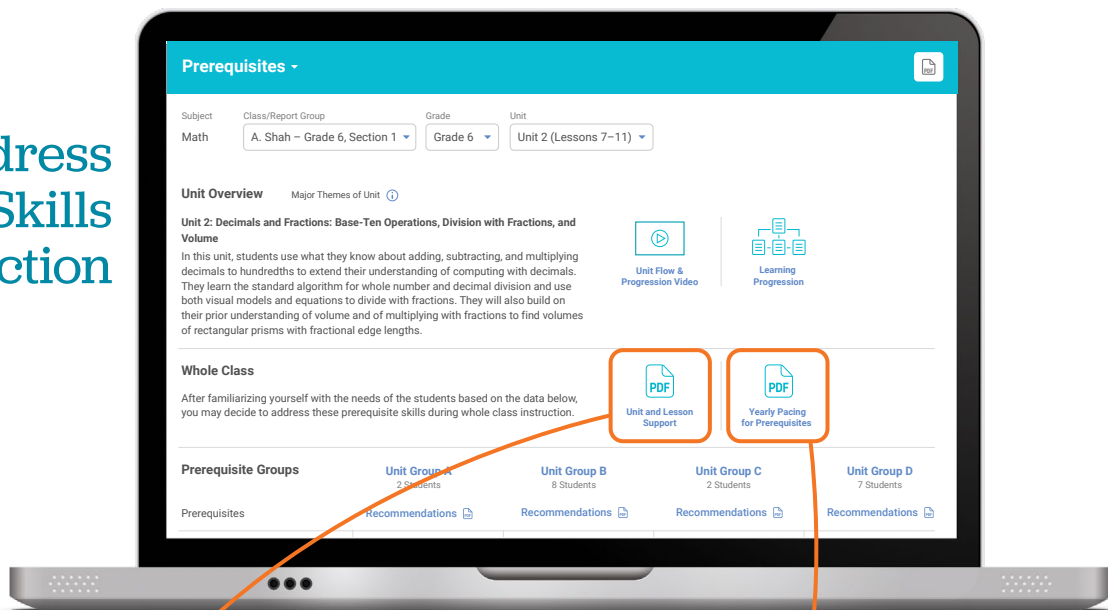 dress
Skills
ction
Prerequisites
PDF
Subject
Class/Report Group
Grade
Unit
Math
A. Shah – Grade 6, Section 1
Grade 6
Unit 2 (Lessons 7–11)
Unit Overview
Major Themes of Unit
Unit 2: Decimals and Fractions: Base-Ten Operations, Division with Fractions, and
Volume
In this unit, students use what they know about adding, subtracting, and multiplying
decimals to hundredths to extend their understanding of computing with decimals.
They learn the standard algorithm for whole number and decimal division and use
both visual models and equations to divide with fractions. They will also build on
their prior understanding of volume and of multiplying with fractions to find volumes
of rectangular prisms with fractional edge lengths.
Unit Flow &
Progression Video
Learning
Progression
Whole Class
After familiarizing yourself with the needs of the students based on the data below,
you may decide to address these prerequisite skills during whole class instruction.
PDF
Unit and Lesson
Support
PDF
Yearly Pacing
for Prerequisites
Prerequisite Groups
Unit Group A
2 Students
Unit Group B
8 Students
Unit Group C
2 Students
Unit Group D
7 Students
Prerequisites
Recommendations PDF
Recommendations PDF
Recommendations PDF
Recommendations PDF